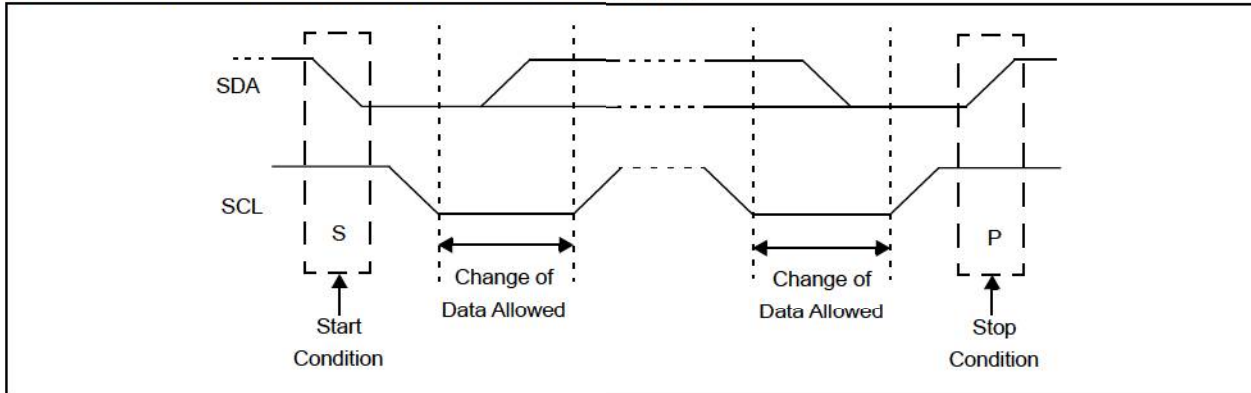 SDA
SCL
S
P
Change of
Data Allowed
Change of
Data Allowed
Start
Condition
Stop
Condition